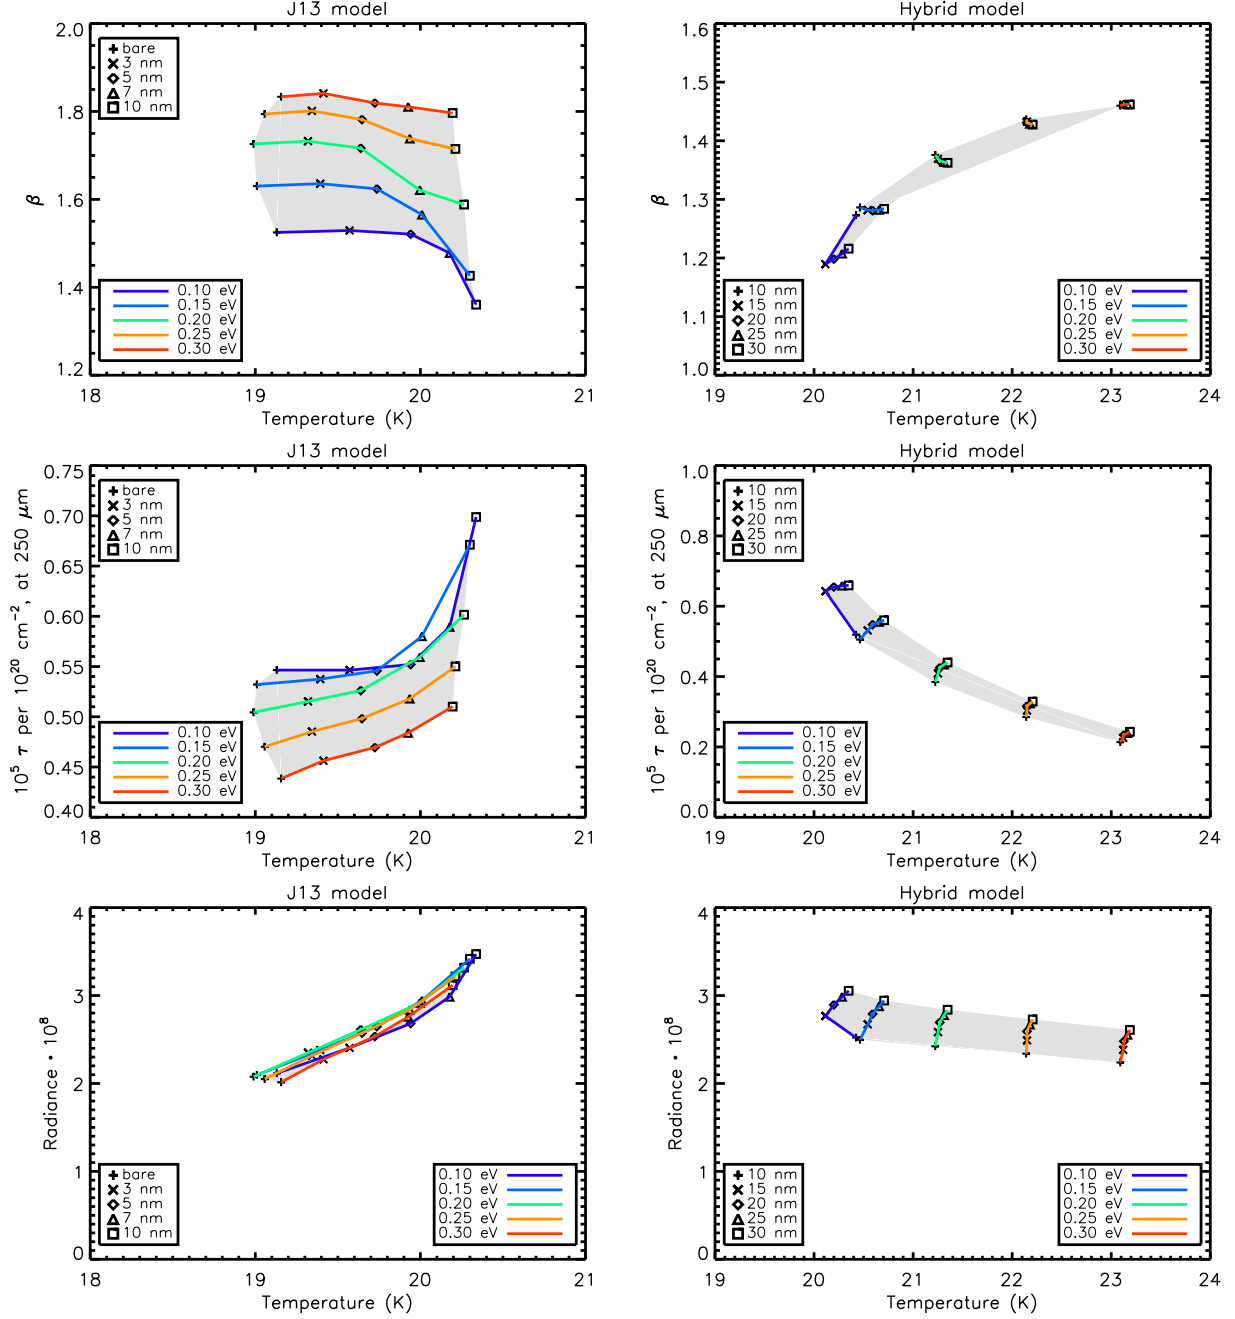 J13 model
2.0
1.8
1.6
1.4
1.2
β
bare
3 nm
5 nm
7 nm
10 nm
0.10 eV
0.15 eV
0.20 eV
0.25 eV
0.30 eV
18 19 20 21
Temperature (K)
Hybrid model
1.6
1.5
1.4
1.3
1.2
1.1
1.0
β
10 nm
15 nm
20 nm
25 nm
30 nm
0.10 eV
0.15 eV
0.20 eV
0.25 eV
0.30 eV
19 20 21 22 23 24
Temperature (K)
J13 model
0.75
0.70
0.65
0.60
0.55
0.50
0.45
0.40
10⁵ τ per 10²⁰ cm⁻², at 250 μm
bare
3 nm
5 nm
7 nm
10 nm
0.10 eV
0.15 eV
0.20 eV
0.25 eV
0.30 eV
18 19 20 21
Temperature (K)
Hybrid model
1.0
0.8
0.6
0.4
0.2
0.0
10⁵ τ per 10²⁰ cm⁻², at 250 μm
10 nm
15 nm
20 nm
25 nm
30 nm
0.10 eV
0.15 eV
0.20 eV
0.25 eV
0.30 eV
19 20 21 22 23 24
Temperature (K)
J13 model
4
3
2
1
0
Radiance • 10⁸
bare
3 nm
5 nm
7 nm
10 nm
0.10 eV
0.15 eV
0.20 eV
0.25 eV
0.30 eV
18 19 20 21
Temperature (K)
Hybrid model
4
3
2
1
0
Radiance • 10⁸
10 nm
15 nm
20 nm
25 nm
30 nm
0.10 eV
0.15 eV
0.20 eV
0.25 eV
0.30 eV
19 20 21 22 23 24
Temperature (K)